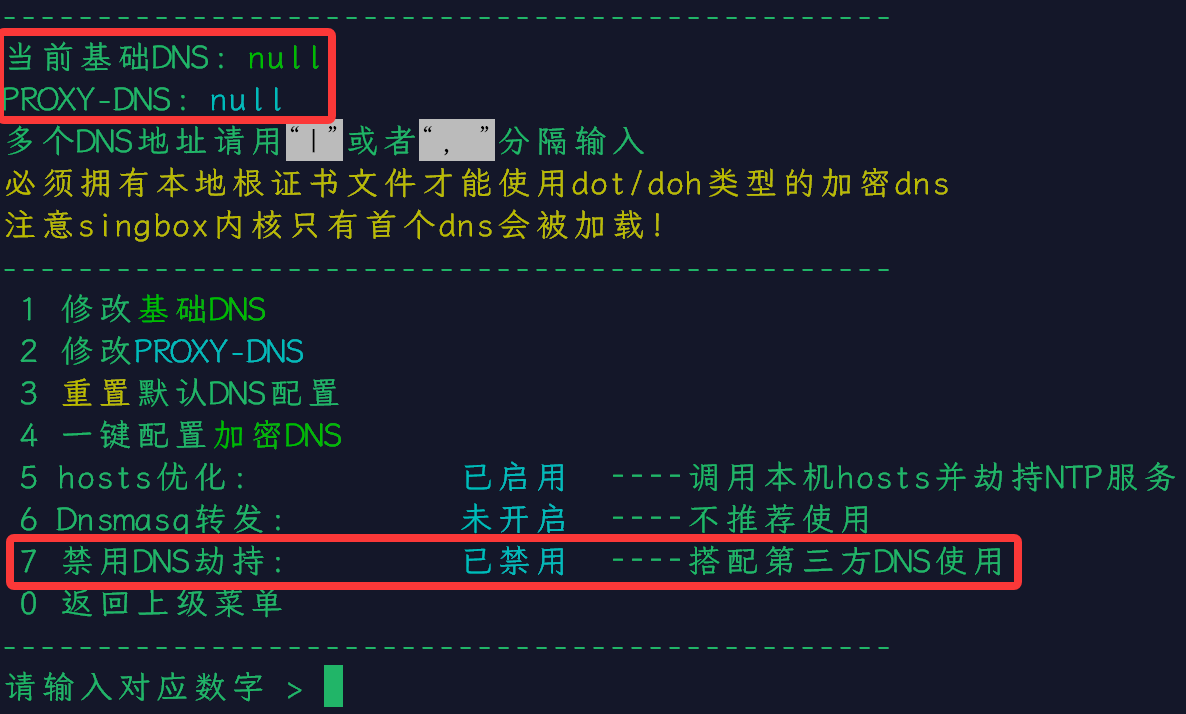 -----------------------------------------------
当前基础DNS：null
PROXY-DNS：null
多个DNS地址请用“|”或者“, ”分隔输入
必须拥有本地根证书文件才能使用dot/doh类型的加密dns
注意singbox内核只有首个dns会被加载！
-----------------------------------------------
1 修改基础DNS
2 修改PROXY-DNS
3 重置默认DNS配置
4 一键配置加密DNS
5 hosts优化： 已启用 ----调用本机hosts并劫持NTP服务
6 Dnsmasq转发： 未开启 ----不推荐使用
7 禁用DNS劫持： 已禁用 ----搭配第三方DNS使用
0 返回上级菜单
-----------------------------------------------
请输入对应数字 >